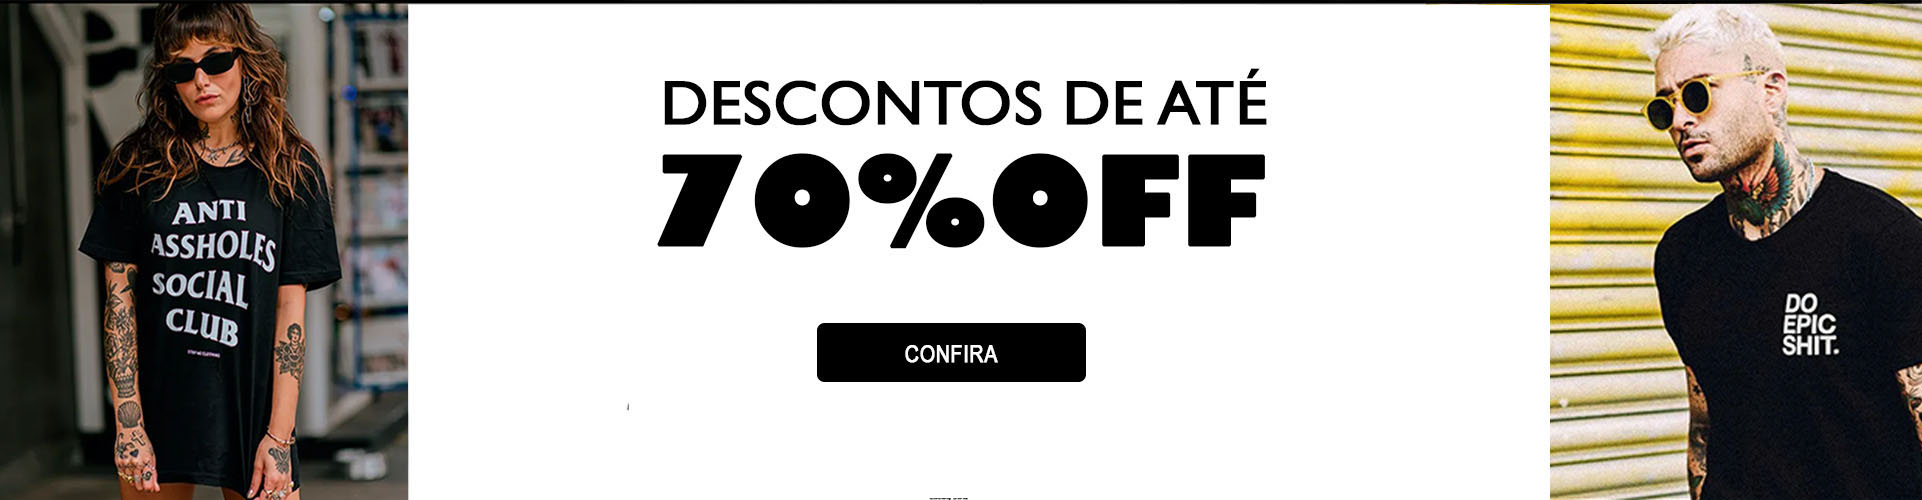 ANTI
ASSHOLES
SOCIAL
CLUB
DESCONTOS DE ATÉ
70%OFF
CONFIRA
DO
EPIC
SHIT.